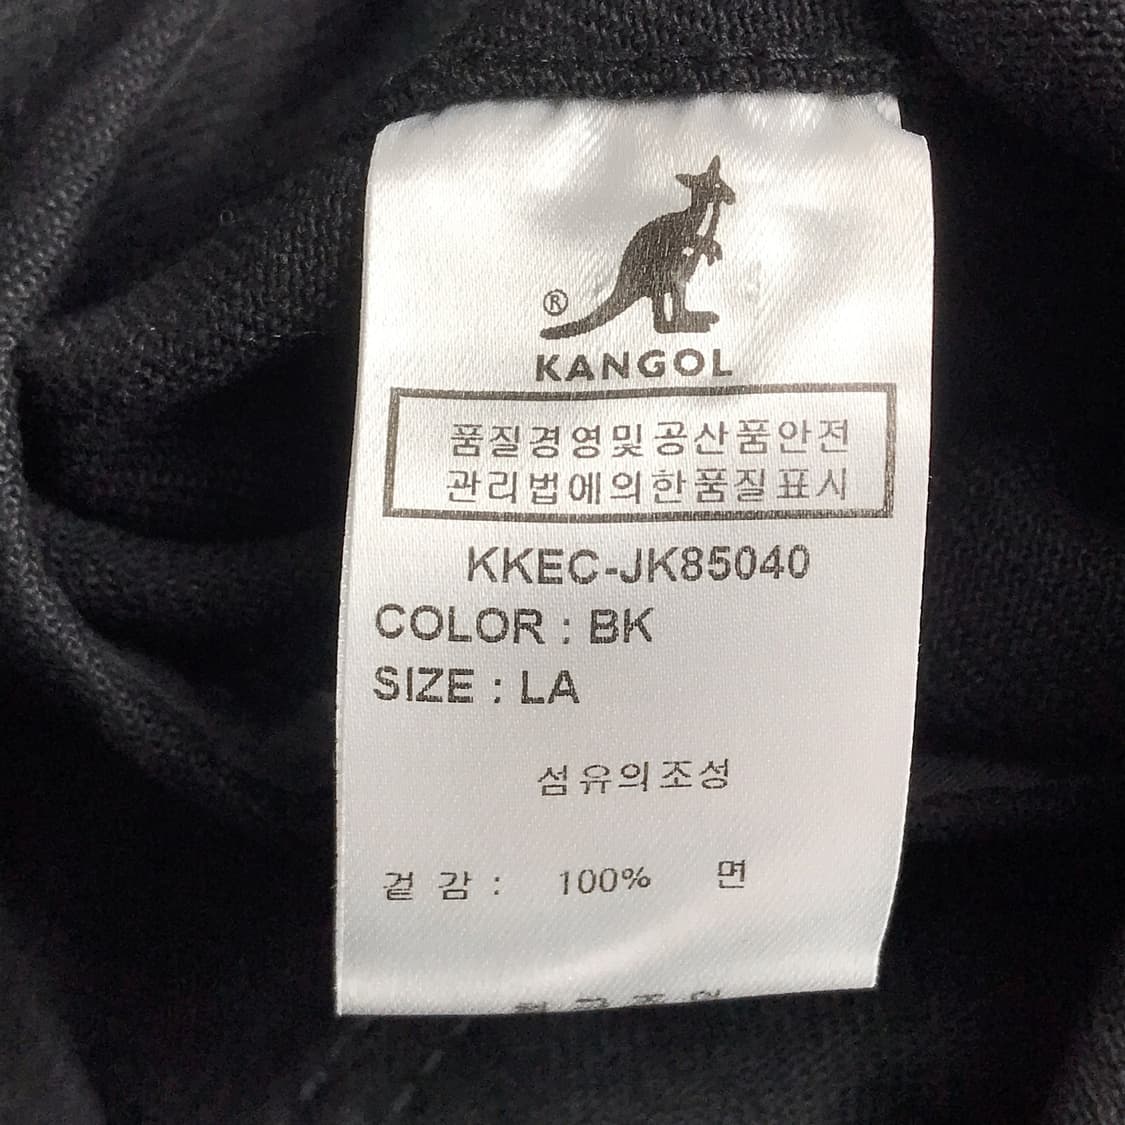 ®
KANGOL
품질경영및공산품안전
관리법에의한품질표시
KKEC-JK85040
COLOR : BK
SIZE : LA
섬유의조성
겉 감 : 100% 면